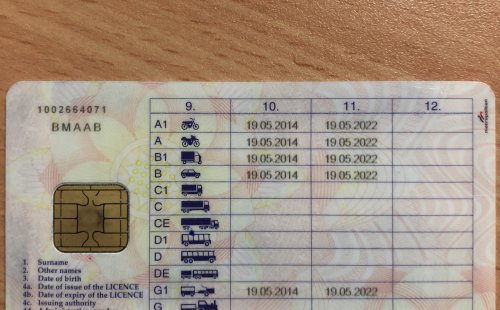 1002664071
BMAAB
9. 10. 11. 12.
A1 19.05.2014 19.05.2022
A 19.05.2014 19.05.2022
B1 19.05.2014 19.05.2022
B 19.05.2014 19.05.2022
C1
C
CE
D1
D
DE
G1 19.05.2014 19.05.2022
G
1. Surname
2. Other names
3. Date of birth
4a. Date of issue of the LICENCE
4b. Date of expiry of the LICENCE
4c. Issuing authority